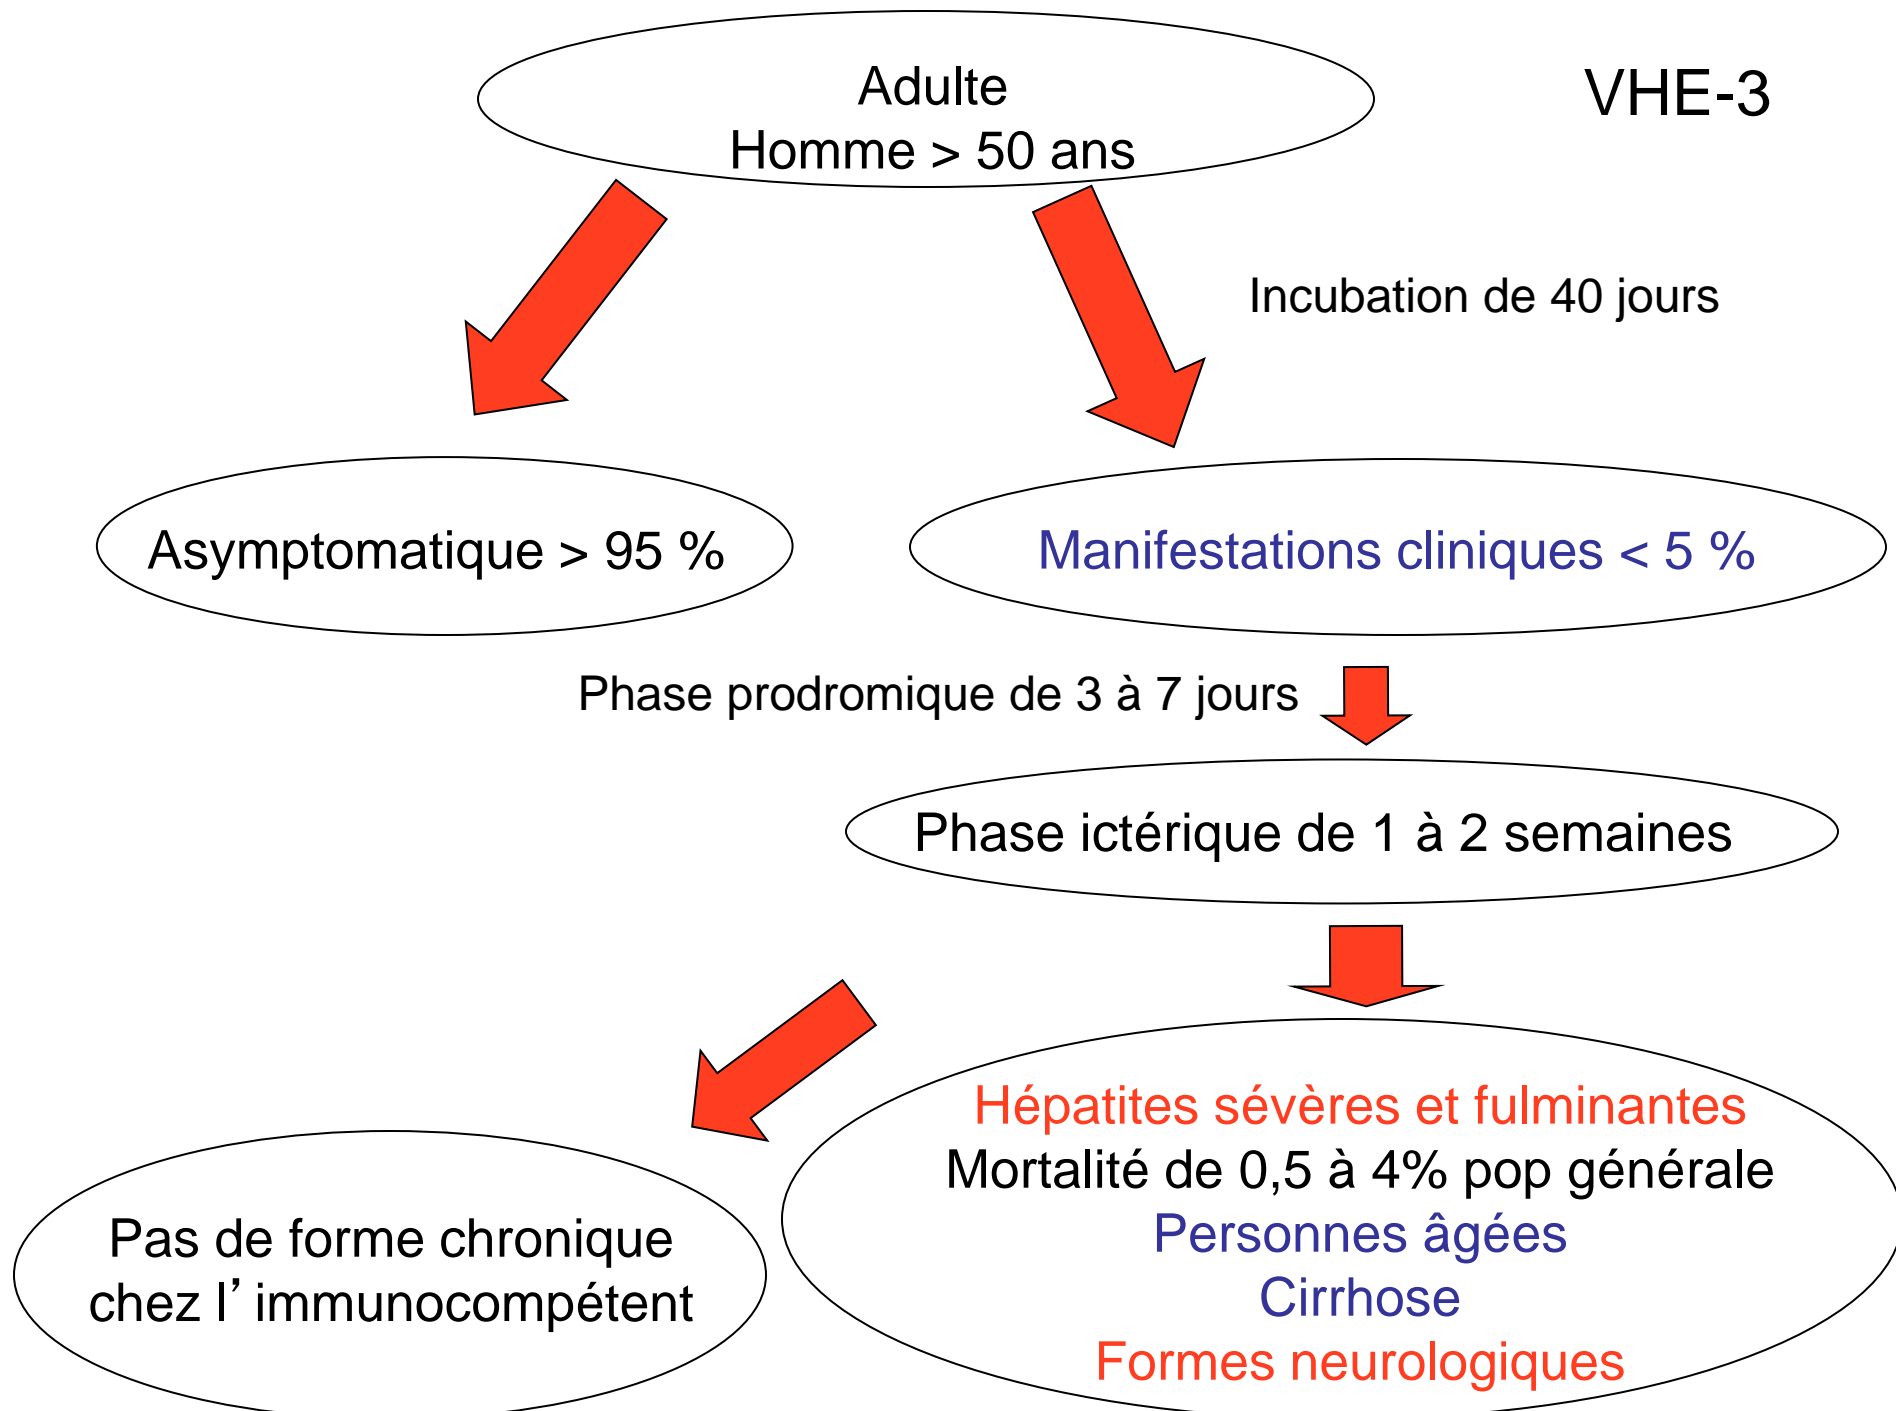 Adulte
Homme > 50 ans
VHE-3
Incubation de 40 jours
Asymptomatique > 95 %
Manifestations cliniques < 5 %
Phase prodromique de 3 à 7 jours
Phase ictérique de 1 à 2 semaines
Hépatites sévères et fulminantes
Mortalité de 0,5 à 4% pop générale
Personnes âgées
Cirrhose
Formes neurologiques
Pas de forme chronique
chez l’immunocompétent